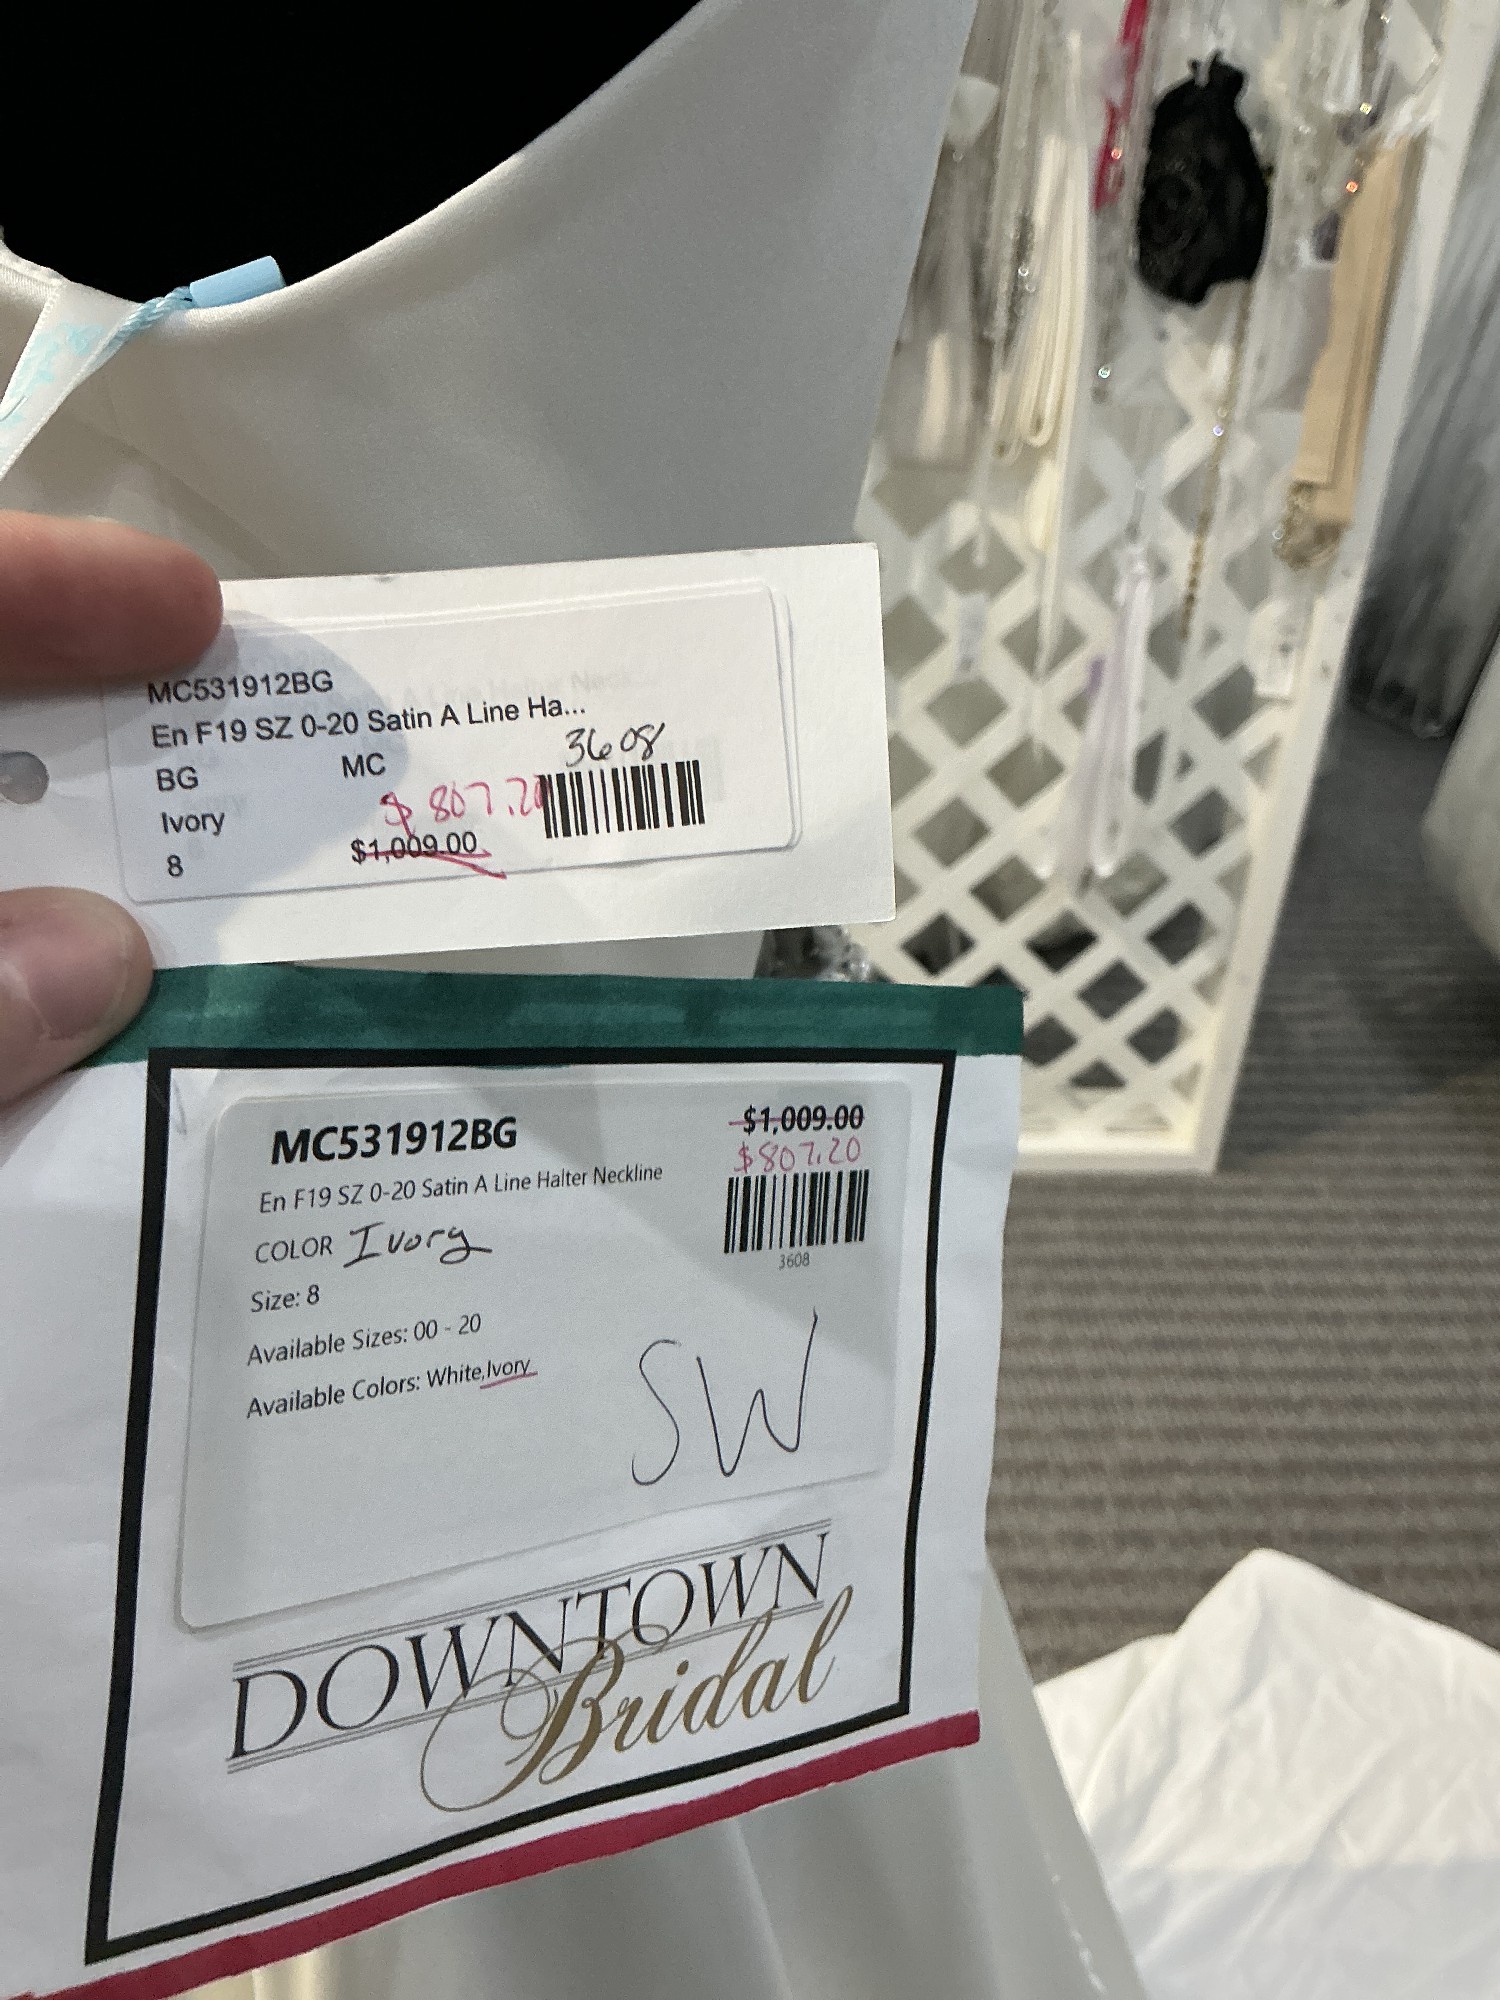 MC531912BG
En F19 SZ 0-20 Satin A Line Ha...
3608
BG MC
$807.20
Ivory
$1,009.00
8
MC531912BG
$1,009.00
$807.20
En F19 SZ 0-20 Satin A Line Halter Neckline
COLOR Ivory
3608
Size: 8
Available Sizes: 00 - 20
Available Colors: White,Ivory
SW
DOWNTOWN
Bridal